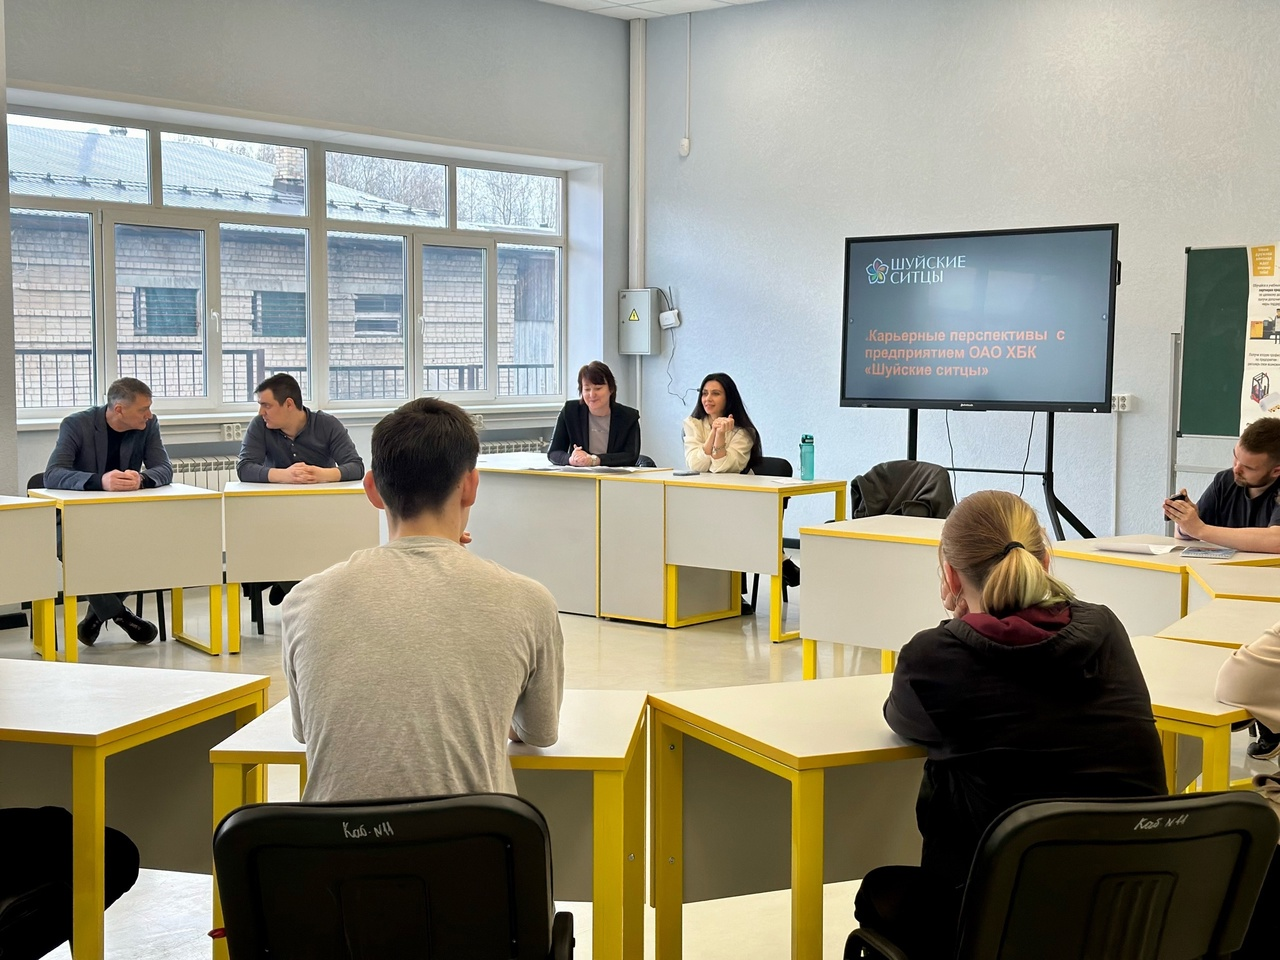 ШУЙСКИЕ
СИТЦЫ
.Карьерные перспективы с
предприятием ОАО ХБК
«Шуйские ситцы»
Каб. №11
Каб №11